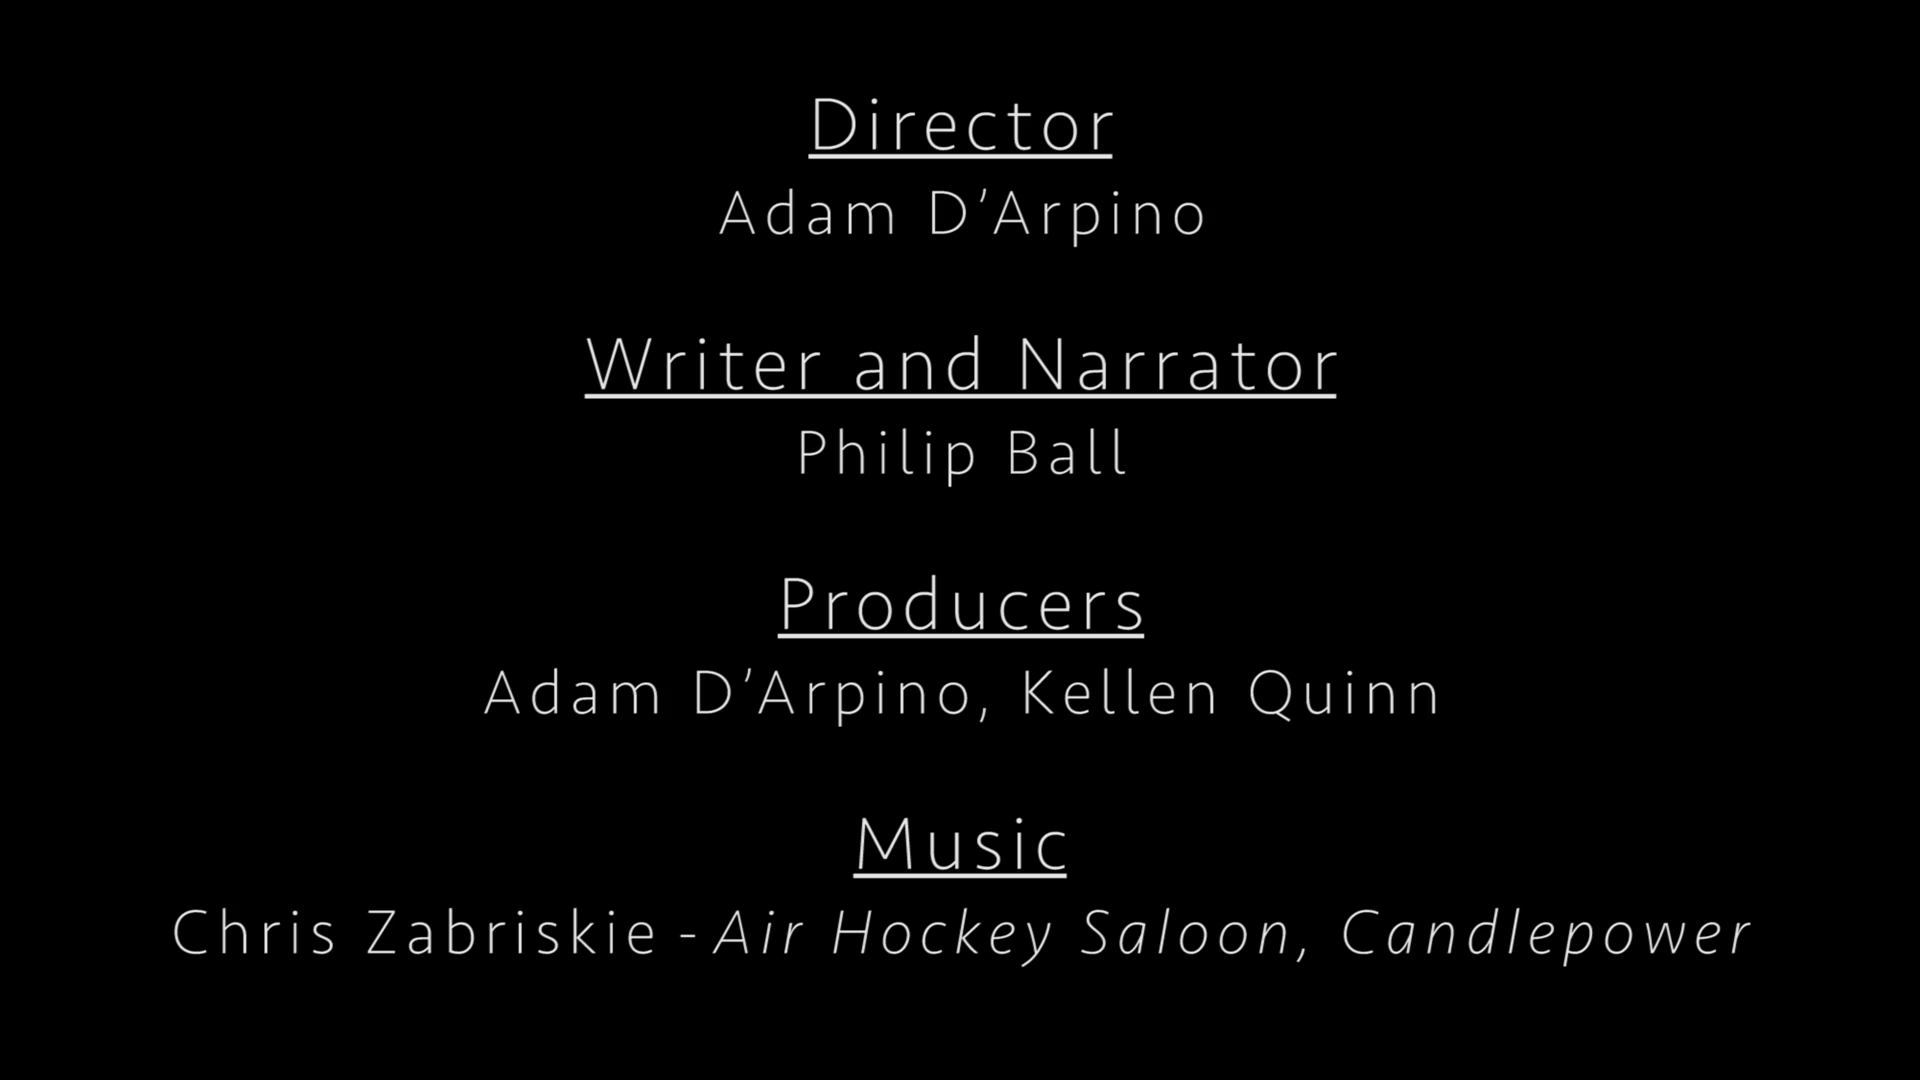 Director
Adam D’Arpino
Writer and Narrator
Philip Ball
Producers
Adam D’Arpino, Kellen Quinn
Music
Chris Zabriskie - Air Hockey Saloon, Candlepower